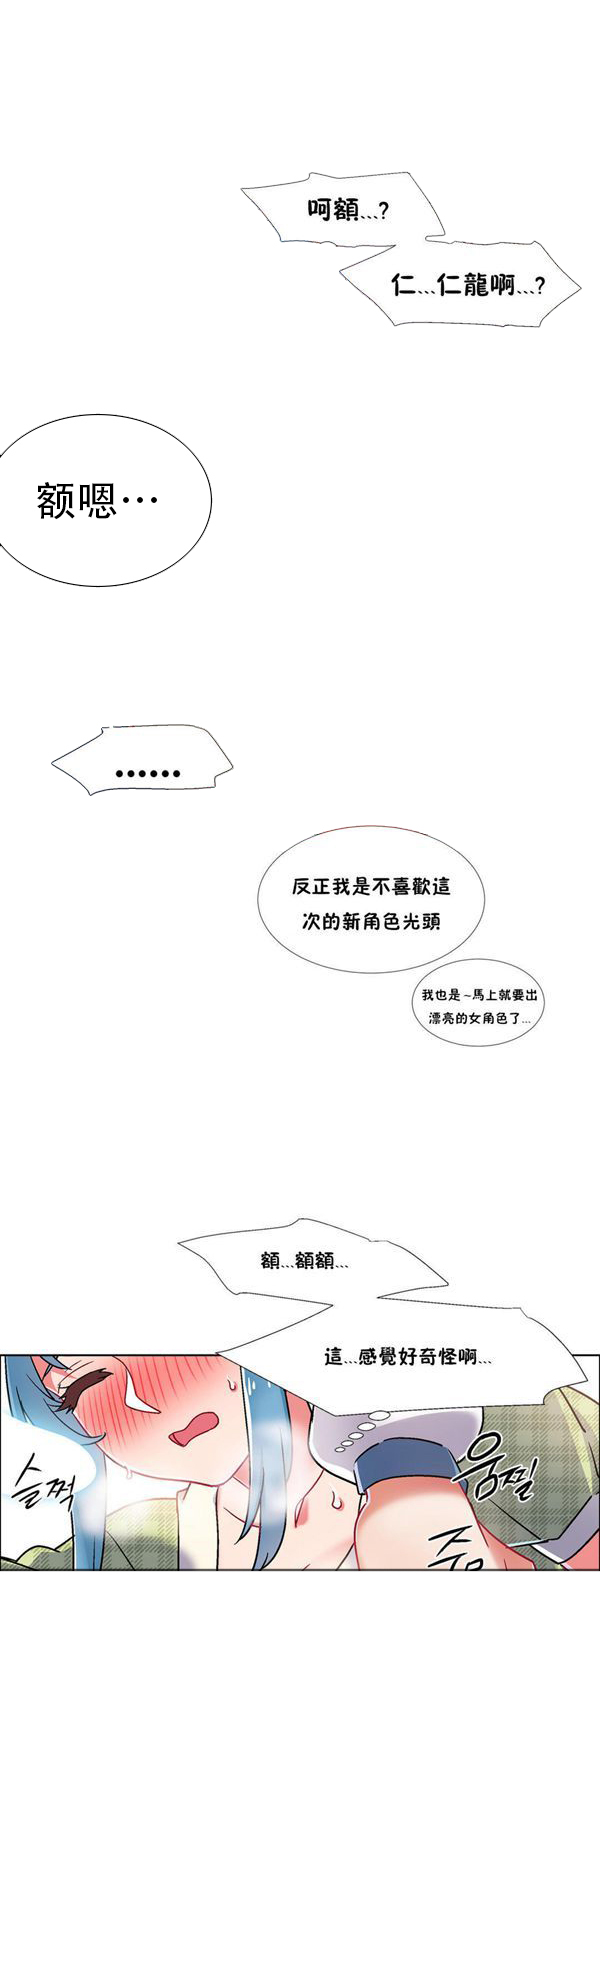 呵額...?
仁...仁龍啊...?
额嗯…
......
反正我是不喜歡這
次的新角色光頭
我也是~馬上就要出
漂亮的女角色了...
額...額額...
這...感覺好奇怪啊...
슬쩍
움찔
주움